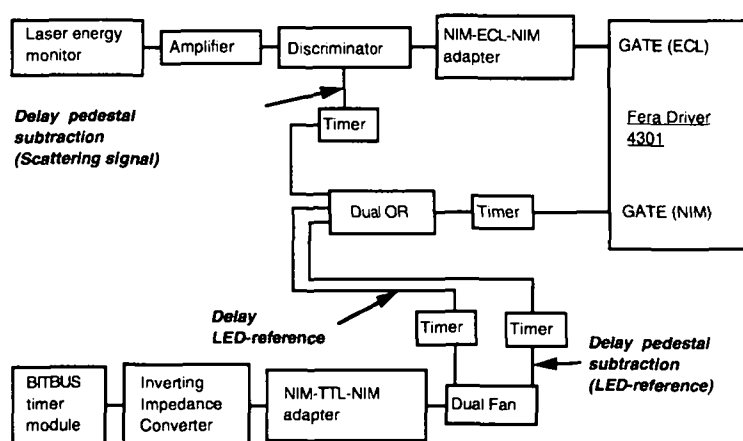 Laser energy
monitor
Amplifier
Discriminator
NIM-ECL-NIM
adapter
GATE (ECL)
Delay pedestal
subtraction
(Scattering signal)
Timer
Fera Driver
4301
Dual OR
Timer
GATE (NIM)
Delay
LED-reference
Timer
Timer
Delay pedestal
subtraction
(LED-reference)
BITBUS
timer
module
Inverting
Impedance
Converter
NIM-TTL-NIM
adapter
Dual Fan